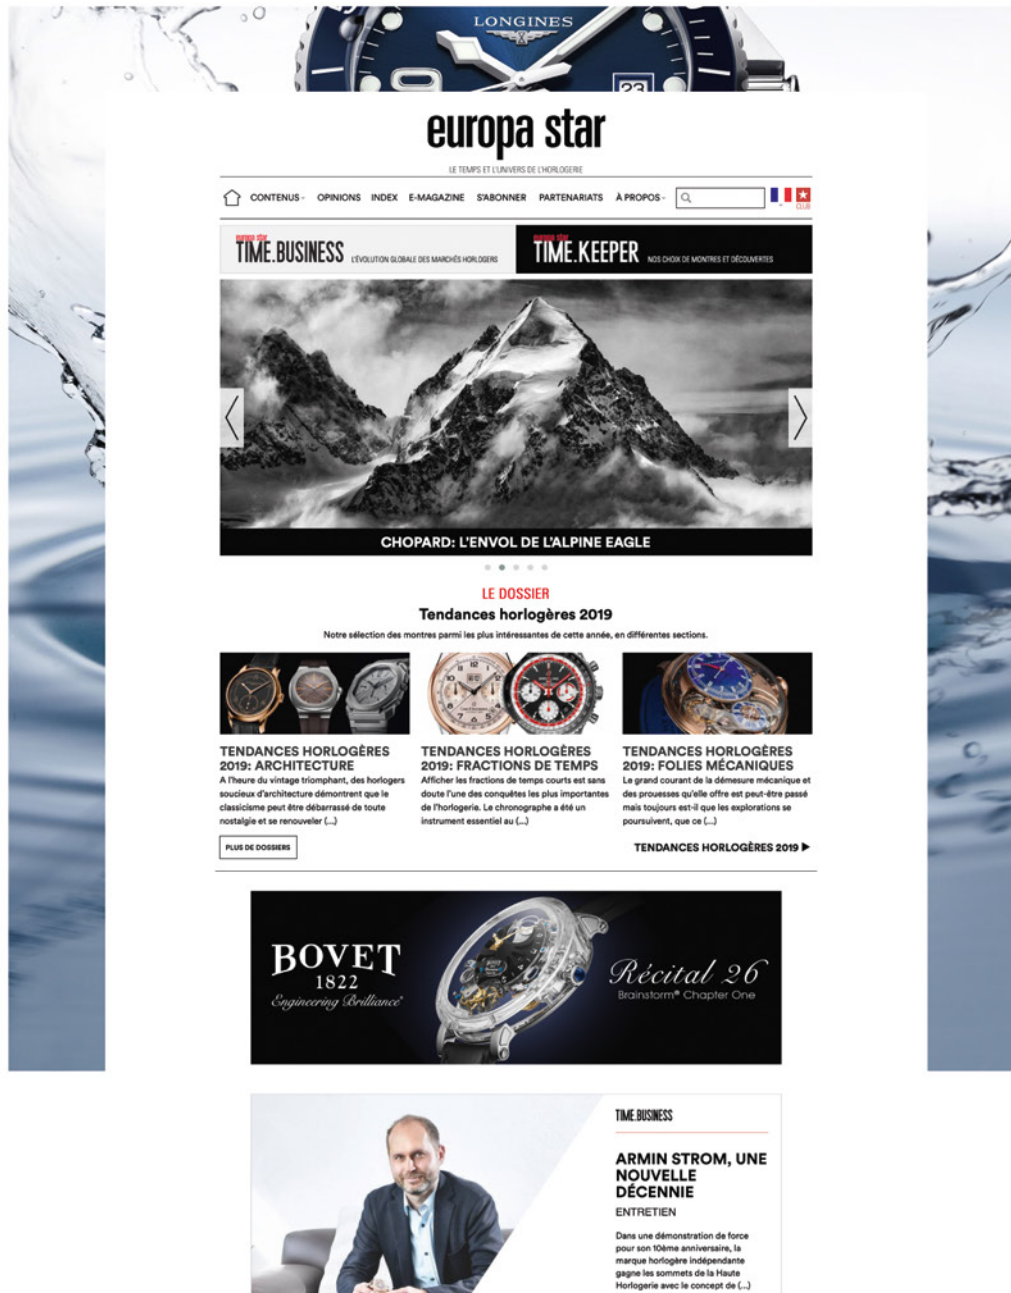 LONGINES
23
europa star
LE TEMPS ET L'UNIVERS DE L'HORLOGERIE
CONTENUS OPINIONS INDEX E-MAGAZINE S'ABONNER PARTENARIATS À PROPOS
CLUB
europa star
TIME.BUSINESS L'ÉVOLUTION GLOBALE DES MARCHÉS HORLOGERS
europa star
TIME.KEEPER NOS CHOIX DE MONTRES ET DÉCOUVERTES
CHOPARD: L'ENVOL DE L'ALPINE EAGLE
LE DOSSIER
Tendances horlogères 2019
Notre sélection des montres parmi les plus intéressantes de cette année, en différentes sections.
TENDANCES HORLOGÈRES
2019: ARCHITECTURE
A l'heure du vintage triomphant, des horlogers
soucieux d'architecture démontrent que le
classicisme peut être débarrassé de toute
nostalgie et se renouveler (...)
TENDANCES HORLOGÈRES
2019: FRACTIONS DE TEMPS
Afficher les fractions de temps courts est sans
doute l'une des conquêtes les plus importantes
de l'horlogerie. Le chronographe a été un
instrument essentiel au (...)
TENDANCES HORLOGÈRES
2019: FOLIES MÉCANIQUES
Le grand courant de la démesure mécanique et
des prouesses qu'elle offre est peut-être passé
mais toujours est-il que les explorations se
poursuivent, que ce (...)
PLUS DE DOSSIERS
TENDANCES HORLOGÈRES 2019 ▶
BOVET
1822
Engineering Brilliance®
Récital 26
Brainstorm® Chapter One
TIME.BUSINESS
ARMIN STROM, UNE
NOUVELLE
DÉCENNIE
ENTRETIEN
Dans une démonstration de force
pour son 10ème anniversaire, la
marque horlogère indépendante
gagne les sommets de la Haute
Horlogerie avec le concept de (...)